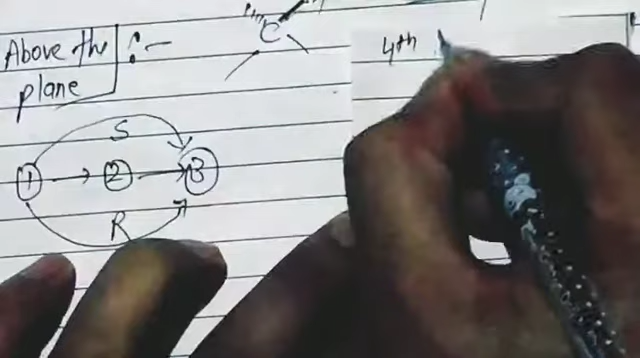 Above the :-
plane
C
4th
S
1 → 2 → 3
R